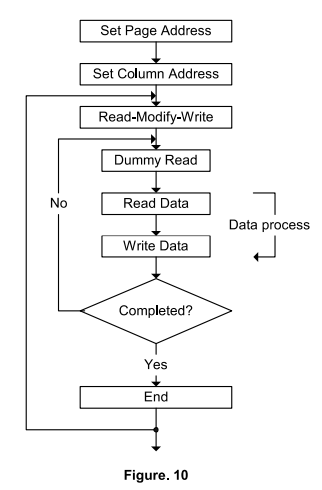 Set Page Address
Set Column Address
Read-Modify-Write
Dummy Read
No
Read Data
Data process
Write Data
Completed?
Yes
End
Figure. 10